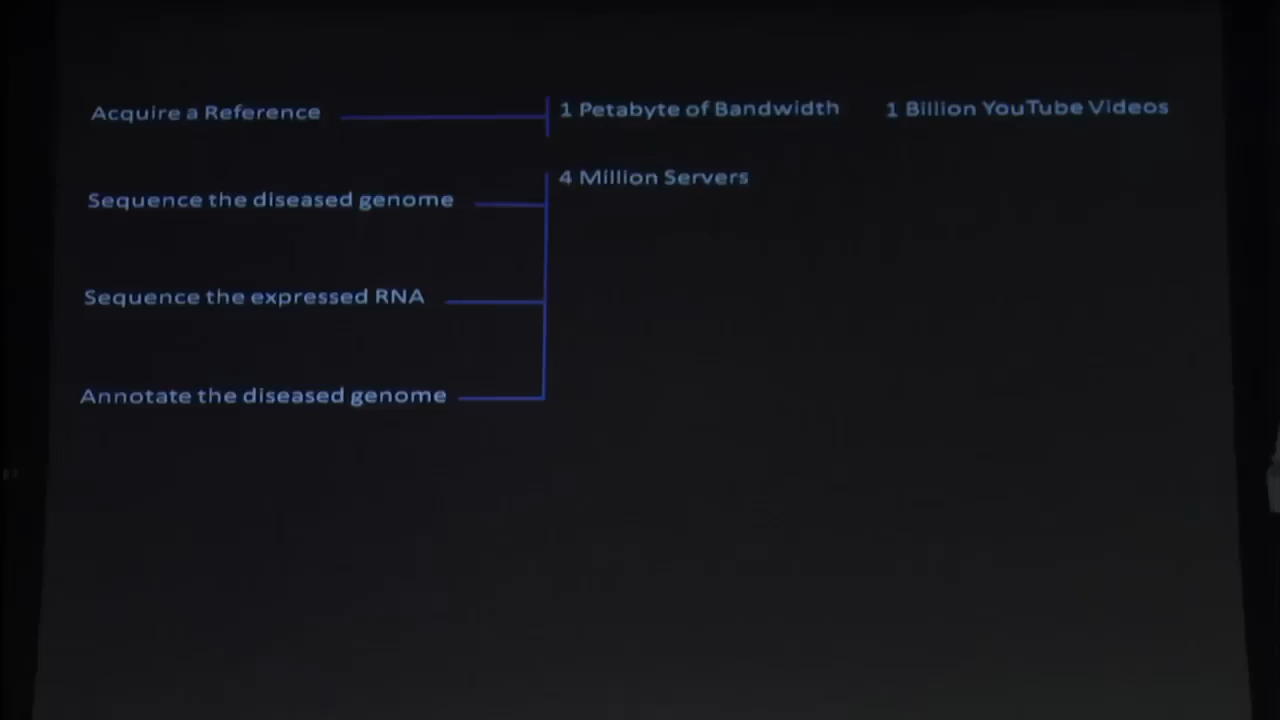 Acquire a Reference
1 Petabyte of Bandwidth
1 Billion YouTube Videos
4 Million Servers
Sequence the diseased genome
Sequence the expressed RNA
Annotate the diseased genome